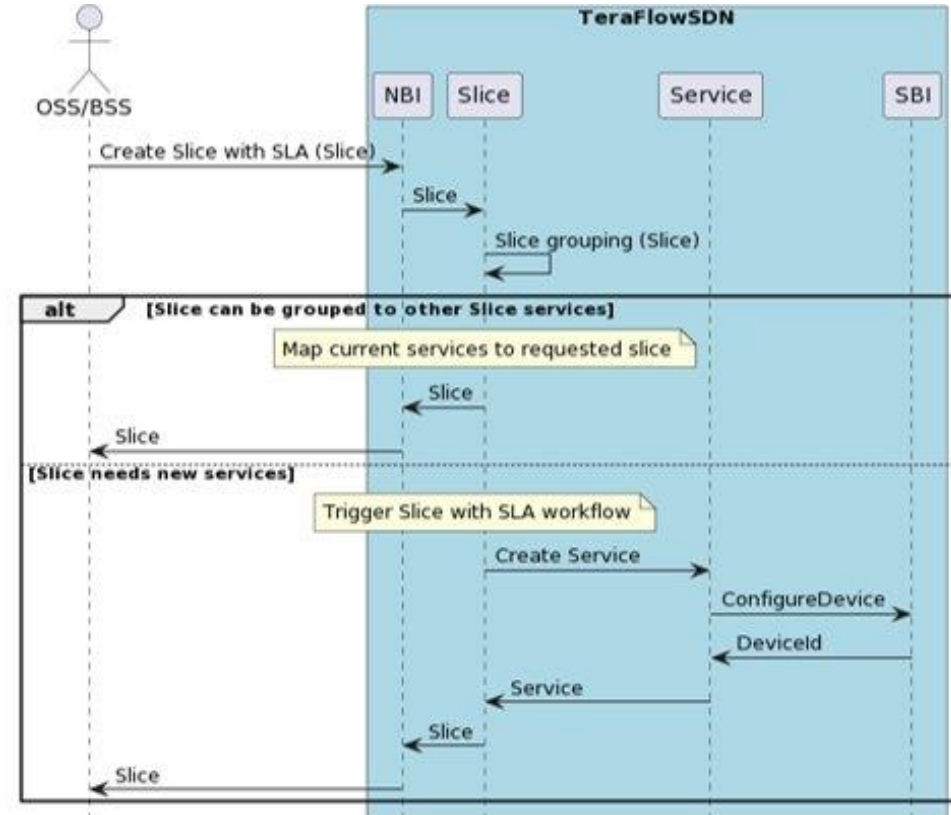 TeraFlowSDN
OSS/BSS
NBI
Slice
Service
SBI
Create Slice with SLA (Slice)
Slice
Slice grouping (Slice)
alt
[Slice can be grouped to other Slice services]
Map current services to requested slice
Slice
Slice
[Slice needs new services]
Trigger Slice with SLA workflow
Create Service
ConfigureDevice
DeviceId
Service
Slice
Slice